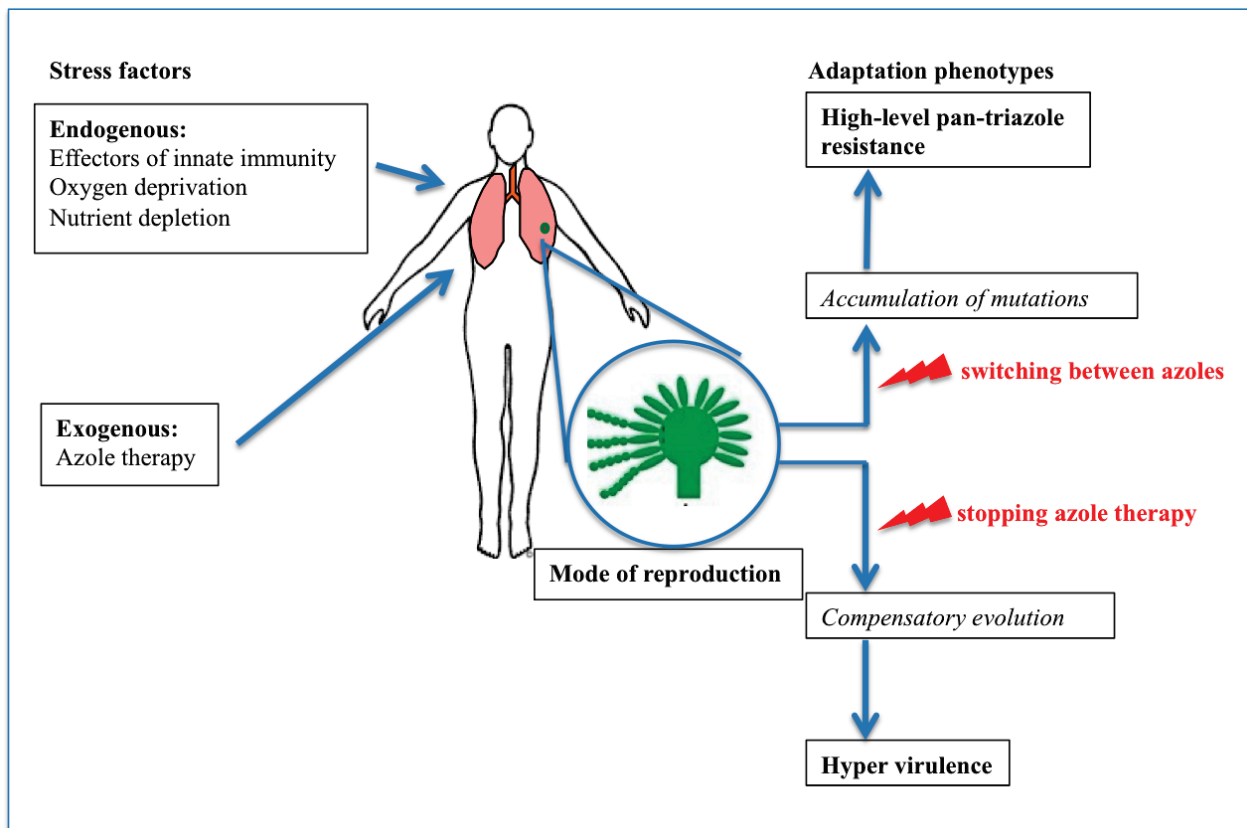 Stress factors
Endogenous:
Effectors of innate immunity
Oxygen deprivation
Nutrient depletion
Exogenous:
Azole therapy
Mode of reproduction
Adaptation phenotypes
High-level pan-triazole
resistance
Accumulation of mutations
switching between azoles
stopping azole therapy
Compensatory evolution
Hyper virulence